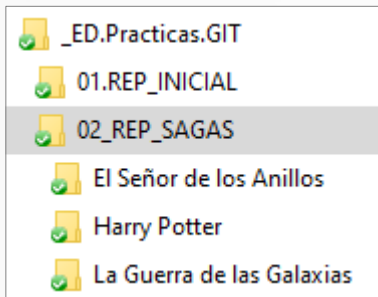 _ED.Practicas.GIT
01.REP_INICIAL
02_REP_SAGAS
El Señor de los Anillos
Harry Potter
La Guerra de las Galaxias